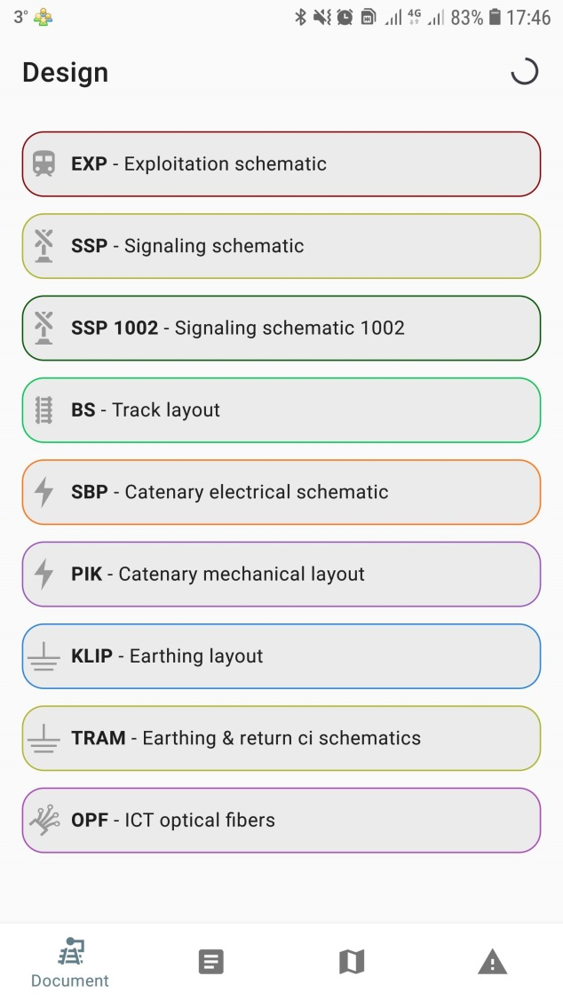 3°
4G 83% 17:46
Design
EXP - Exploitation schematic
SSP - Signaling schematic
SSP 1002 - Signaling schematic 1002
BS - Track layout
SBP - Catenary electrical schematic
PIK - Catenary mechanical layout
KLIP - Earthing layout
TRAM - Earthing & return ci schematics
OPF - ICT optical fibers
Document